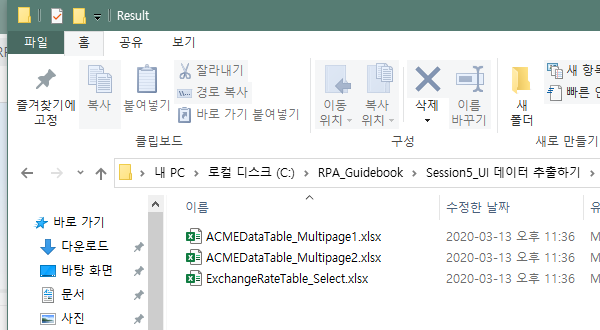 Result
파일 홈 공유 보기
즐겨찾기에
고정
복사
붙여넣기
잘라내기
경로 복사
바로 가기 붙여넣기
이동
위치
복사
위치
삭제
이름
바꾸기
새
폴더
새 항목
빠른 연
클립보드 구성 새로 만들기
내 PC 로컬 디스크 (C:) RPA_Guidebook Session5_UI 데이터 추출하기
이름 수정한 날짜
바로 가기
다운로드
바탕 화면
문서
사진
ACMEDataTable_Multipage1.xlsx 2020-03-13 오후 11:36 M
ACMEDataTable_Multipage2.xlsx 2020-03-13 오후 11:36 M
ExchangeRateTable_Select.xlsx 2020-03-13 오후 11:36 M